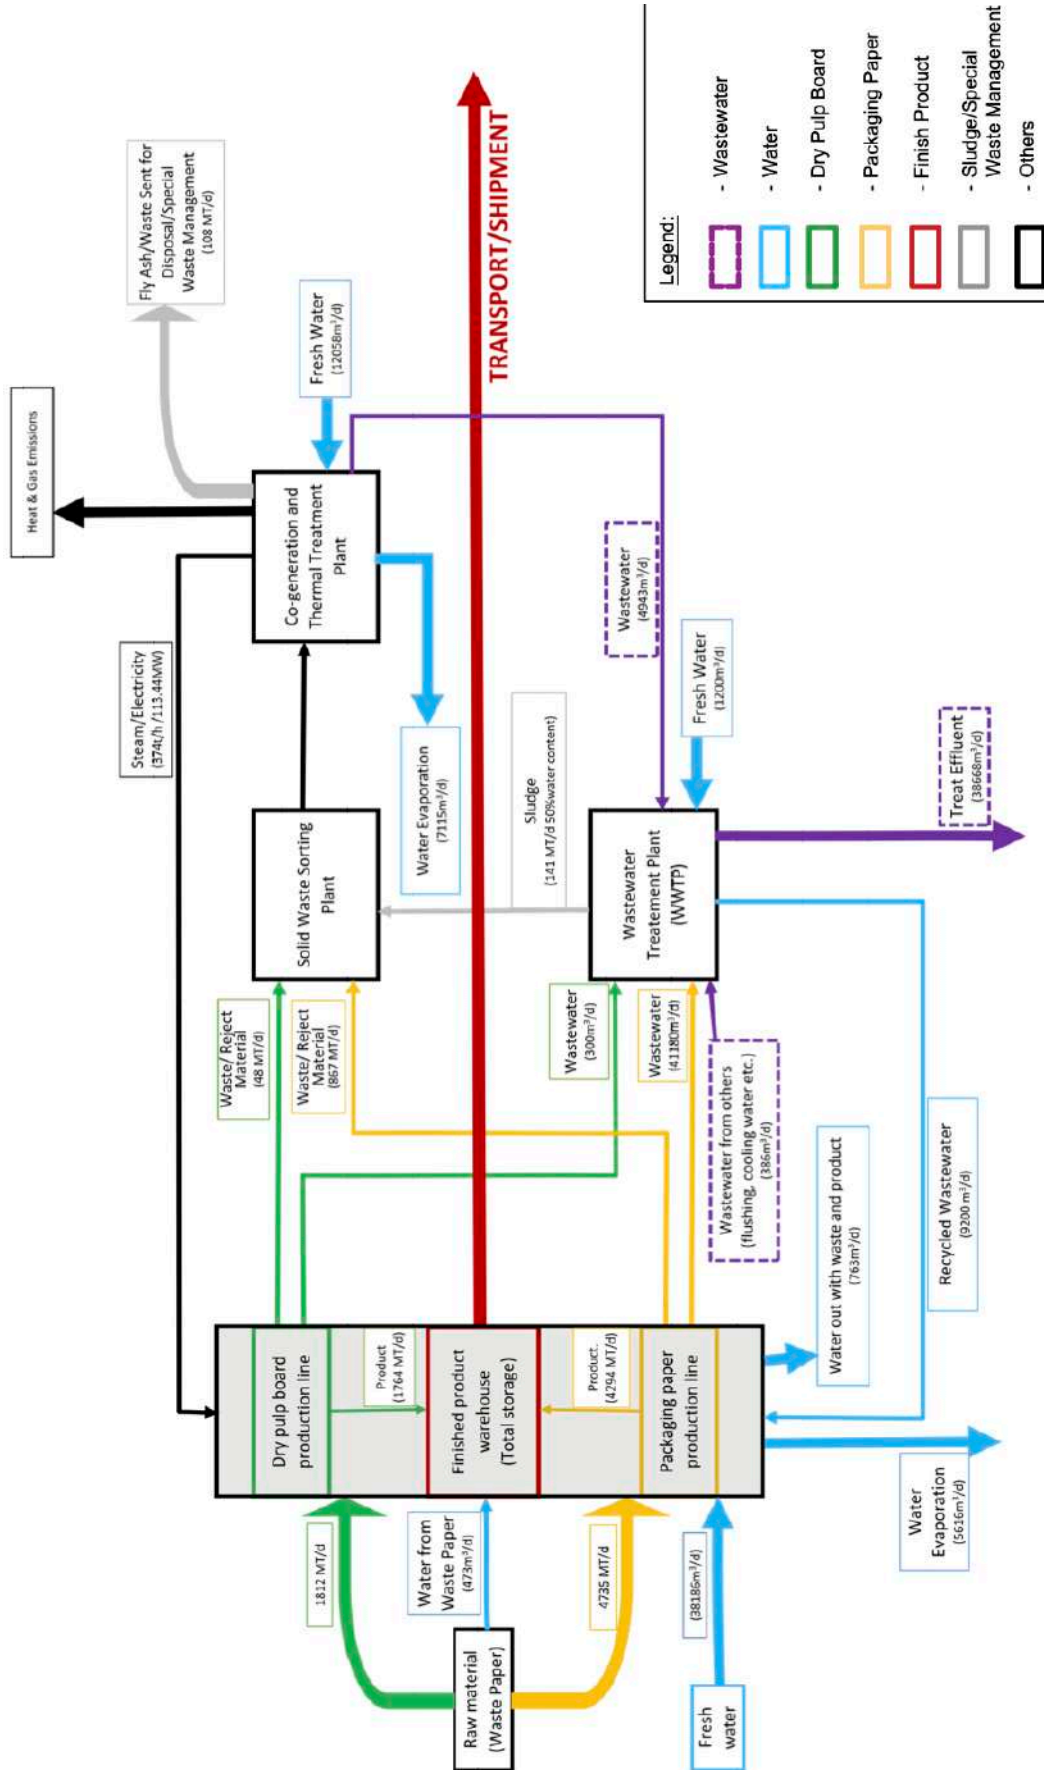 Raw material
(Waste Paper)
1812 MT/d
Water from
Waste Paper
(473m³/d)
4735 MT/d
Fresh
water
(38186m³/d)
Dry pulp board
production line
Product
(1764 MT/d)
Finished product
warehouse
(Total storage)
Product.
(4294 MT/d)
Packaging paper
production line
Water
Evaporation
(5616m³/d)
Water out with waste and product
(763m³/d)
Recycled Wastewater
(9200 m³/d)
Waste/ Reject
Material
(48 MT/d)
Waste/ Reject
Material
(867 MT/d)
Wastewater
(300m³/d)
Wastewater
(41180m³/d)
Wastewater from others
(flushing, cooling water etc.)
(386m³/d)
Steam/Electricity
(374t/h /113.44MW)
Solid Waste Sorting
Plant
Water Evaporation
(7115m³/d)
Sludge
(141 MT/d 50%water content)
Wastewater
Treatement Plant
(WWTP)
Fresh Water
(1200m³/d)
Treat Effluent
(38668m³/d)
Wastewater
(4943m³/d)
Co-generation and
Thermal Treatment
Plant
Heat & Gas Emissions
Fresh Water
(12058m³/d)
Fly Ash/Waste Sent for
Disposal/Special
Waste Management
(108 MT/d)
TRANSPORT/SHIPMENT
Legend:
- Wastewater
- Water
- Dry Pulp Board
- Packaging Paper
- Finish Product
- Sludge/Special
Waste Management
- Others